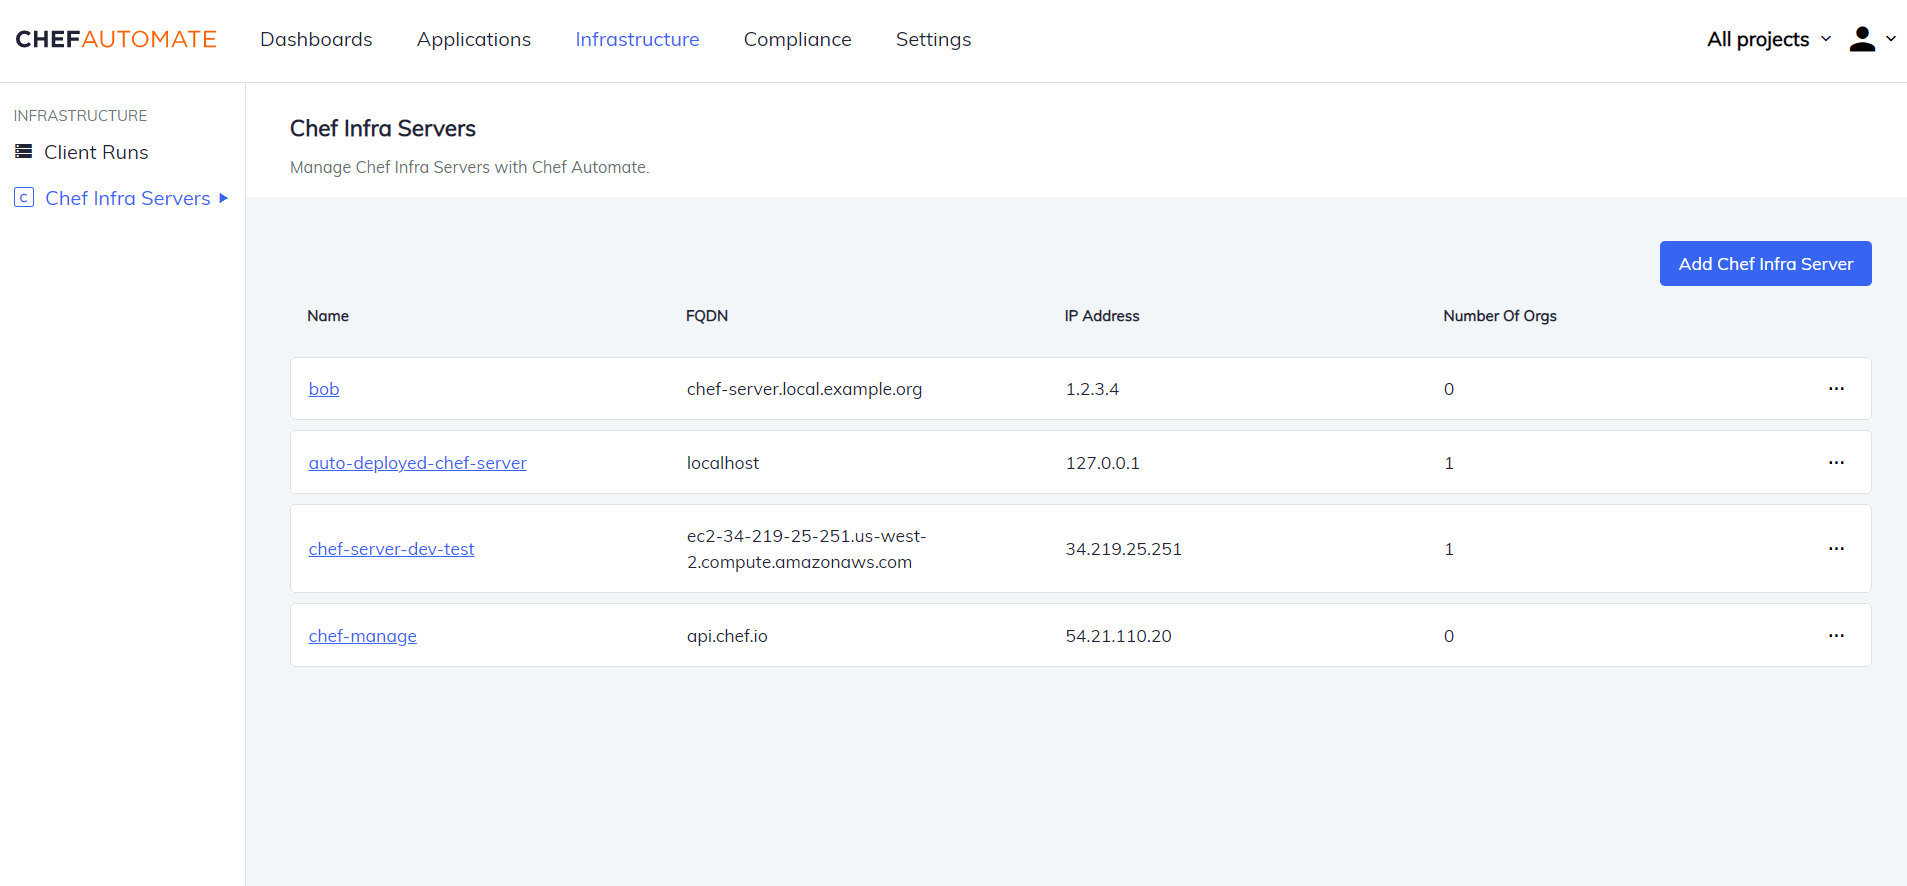 CHEFAUTOMATE Dashboards Applications Infrastructure Compliance Settings All projects
INFRASTRUCTURE
Client Runs
C Chef Infra Servers
Chef Infra Servers
Manage Chef Infra Servers with Chef Automate.
Add Chef Infra Server
Name FQDN IP Address Number Of Orgs
bob chef-server.local.example.org 1.2.3.4 0 ...
auto-deployed-chef-server localhost 127.0.0.1 1 ...
chef-server-dev-test ec2-34-219-25-251.us-west-
2.compute.amazonaws.com 34.219.25.251 1 ...
chef-manage api.chef.io 54.21.110.20 0 ...